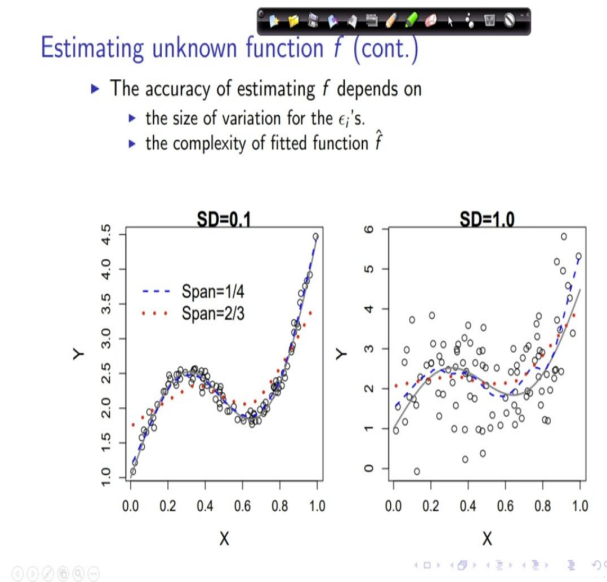 Estimating unknown function f (cont.)
The accuracy of estimating f depends on
the size of variation for the ϵᵢ's.
the complexity of fitted function f̂
SD=0.1
SD=1.0
Span=1/4
Span=2/3
Y
4.5
4.0
3.5
3.0
2.5
2.0
1.5
1.0
0.0 0.2 0.4 0.6 0.8 1.0
X
Y
6
5
4
3
2
1
0
0.0 0.2 0.4 0.6 0.8 1.0
X